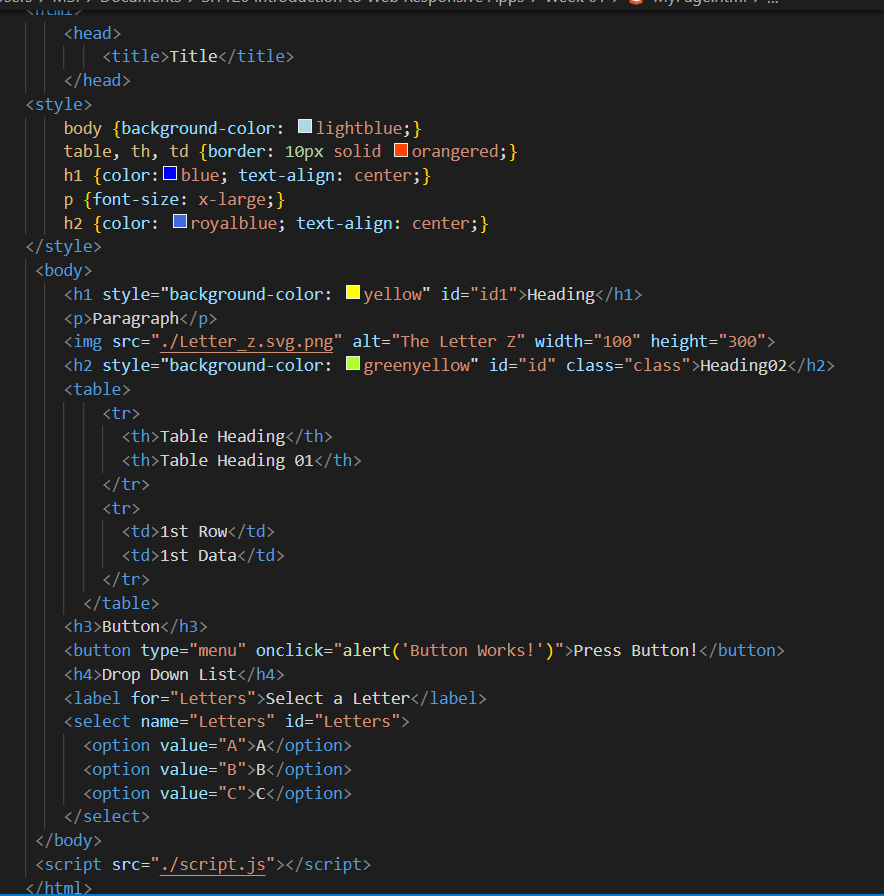 <html>
<head>
<title>Title</title>
</head>
<style>
body {background-color: lightblue;}
table, th, td {border: 10px solid orangered;}
h1 {color: blue; text-align: center;}
p {font-size: x-large;}
h2 {color: royalblue; text-align: center;}
</style>
<body>
<h1 style="background-color: yellow" id="id1">Heading</h1>
<p>Paragraph</p>
<img src="./Letter_z.svg.png" alt="The Letter Z" width="100" height="300">
<h2 style="background-color: greenyellow" id="id" class="class">Heading02</h2>
<table>
<tr>
<th>Table Heading</th>
<th>Table Heading 01</th>
</tr>
<tr>
<td>1st Row</td>
<td>1st Data</td>
</tr>
</table>
<h3>Button</h3>
<button type="menu" onclick="alert('Button Works!')">Press Button!</button>
<h4>Drop Down List</h4>
<label for="Letters">Select a Letter</label>
<select name="Letters" id="Letters">
<option value="A">A</option>
<option value="B">B</option>
<option value="C">C</option>
</select>
</body>
<script src="./script.js"></script>
</html>